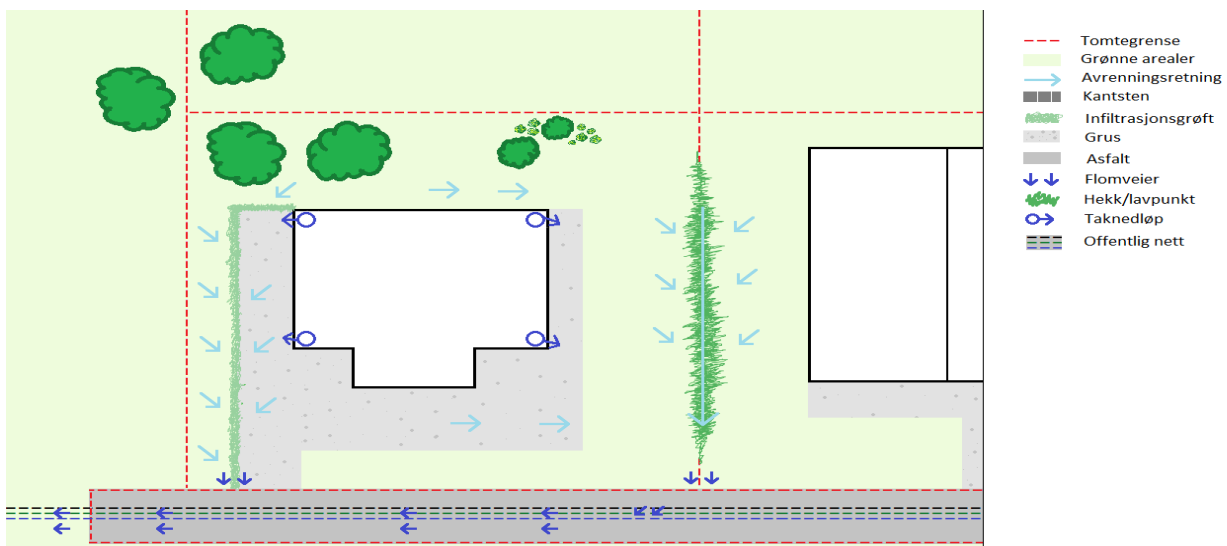 Tomtegrense
Grønne arealer
Avrenningsretning
Kantsten
Infiltrasjonsgrøft
Grus
Asfalt
Flomveier
Hekk/lavpunkt
Taknedløp
Offentlig nett